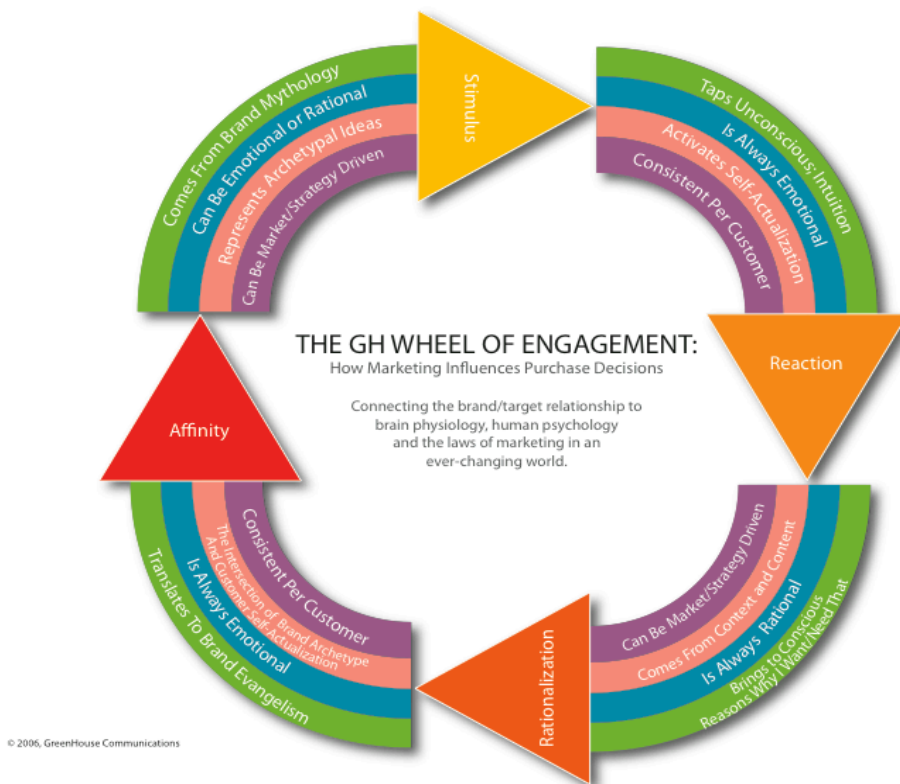 Stimulus
Comes From Brand Mythology
Can Be Emotional or Rational
Represents Archetypal Ideas
Can Be Market/Strategy Driven
Taps Unconscious; Intuition
Is Always Emotional
Activates Self-Actualization
Consistent Per Customer
THE GH WHEEL OF ENGAGEMENT:
How Marketing Influences Purchase Decisions
Connecting the brand/target relationship to
brain physiology, human psychology
and the laws of marketing in an
ever-changing world.
Reaction
Affinity
Can Be Market/Strategy Driven
Comes From Context and Content
Is Always Rational
Brings to Conscious
Reasons Why I Want/Need That
Rationalization
Consistent Per Customer
The Intersection of Brand Archetype
And Customer Self-Actualization
Is Always Emotional
Translates To Brand Evangelism
© 2006, GreenHouse Communications